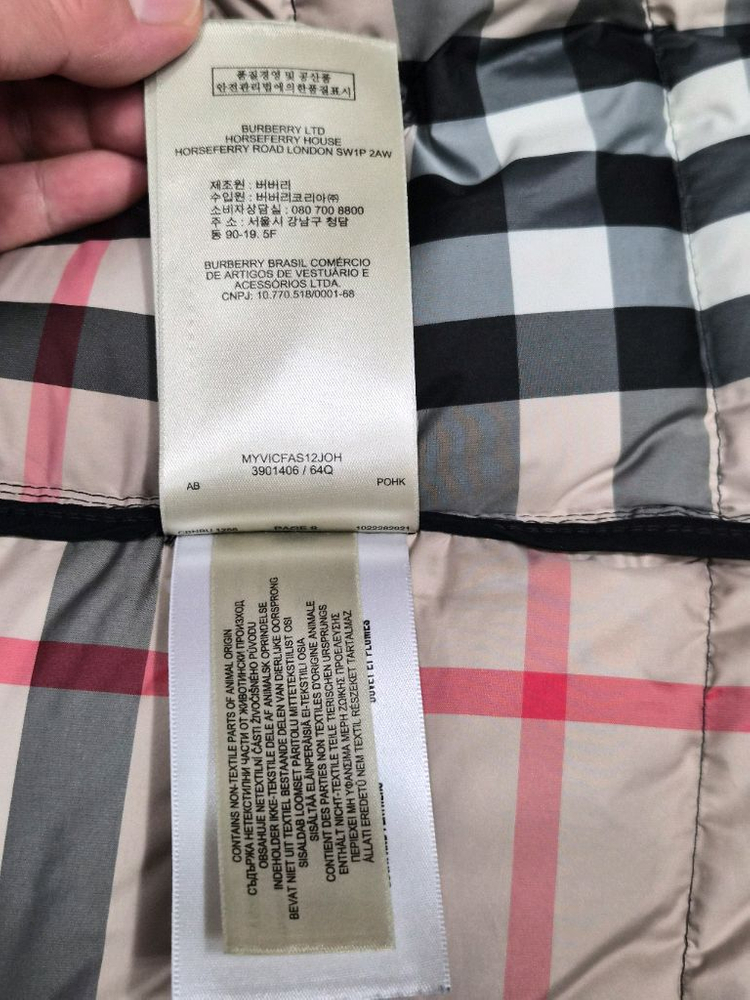 품질경영 및 공산품
안전관리법에의한품질표시
BURBERRY LTD
HORSEFERRY HOUSE
HORSEFERRY ROAD LONDON SW1P 2AW
제조원 : 버버리
수입원 : 버버리코리아㈜
소비자상담실 : 080 700 8800
주 소 : 서울시 강남구 청담
동 90-19. 5F
BURBERRY BRASIL COMÉRCIO
DE ARTIGOS DE VESTUÁRIO E
ACESSÓRIOS LTDA.
CNPJ: 10.770.518/0001-68
MYVICFAS12JOH
3901406 / 64Q
AB
POHK
PAGE 6
1022262021
CONTAINS NON-TEXTILE PARTS OF ANIMAL ORIGIN
СЪДЪРЖА НЕТЕКСТИЛНИ ЧАСТИ ОТ ЖИВОТИНСКИ ПРОИЗХОД
OBSAHUJE NETEXTILNÍ ČÁSTI ŽIVOČIŠNÉHO PŮVODU
INDEHOLDER IKKE-TEKSTILE DELE AF ANIMALSK OPRINDELSE
BEVAT NIET UIT TEXTIEL BESTAANDE DELEN VAN DIERLIJKE OORSPRONG
SISALDAB LOOMSET PÄRITOLU MITTETEKSTIILIST OSI
SISÄLTÄÄ ELÄINPERÄISIÄ EI-TEKSTIILI OSIA
CONTIENT DES PARTIES NON TEXTILES D'ORIGINE ANIMALE
ENTHÄLT NICHT-TEXTILE TEILE TIERISCHEN URSPRUNGS
ΠΕΡΙΕΧΕΙ ΜΗ ΥΦΑΝΣΙΜΑ ΜΕΡΗ ΖΩΙΚΗΣ ΠΡΟΕΛΕΥΣΗΣ
ÁLLATI EREDETŰ NEM TEXTIL RÉSZEKET TARTALMAZ
DUVET ET PLUMES